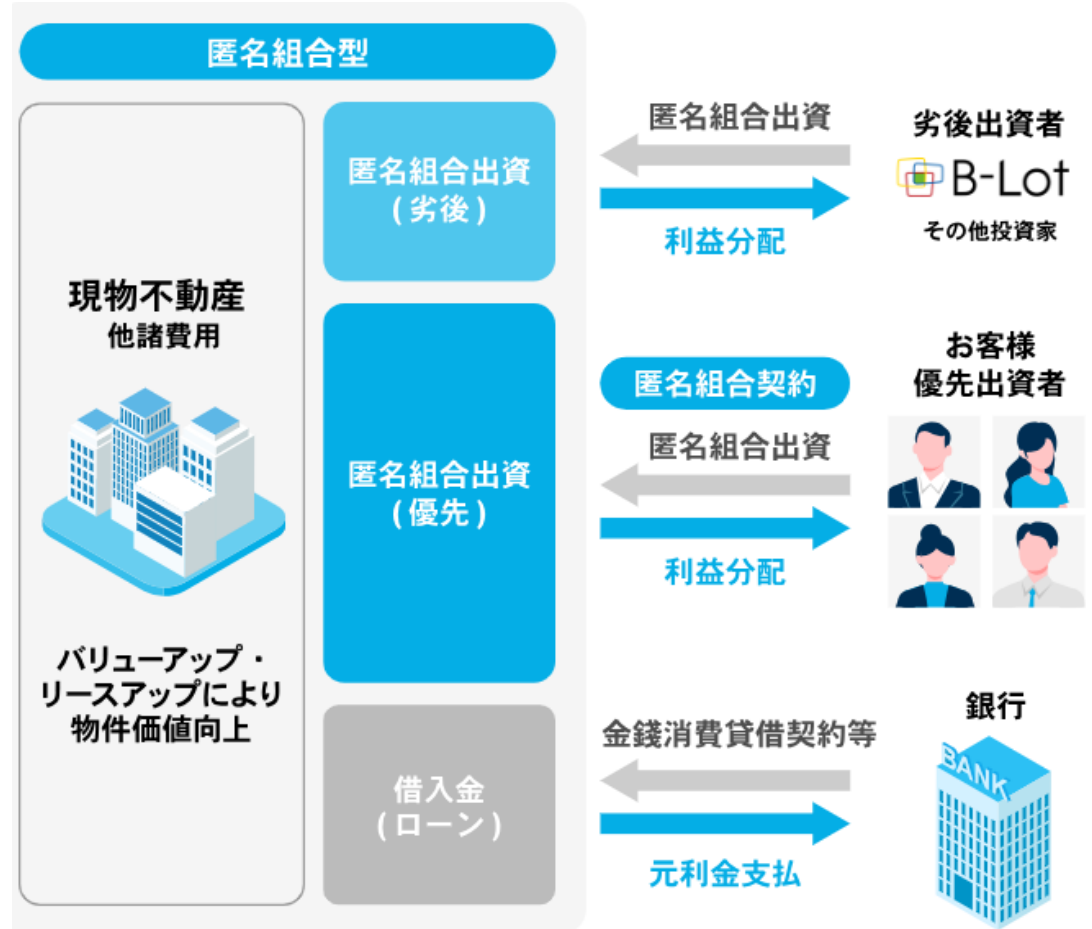 匿名組合型
現物不動産
他諸費用
バリューアップ・
リースアップにより
物件価値向上
匿名組合出資
(劣後)
匿名組合出資
(優先)
借入金
(ローン)
匿名組合出資
利益分配
劣後出資者
B-Lot
その他投資家
匿名組合契約
匿名組合出資
利益分配
お客様
優先出資者
金錢消費貸借契約等
元利金支払
銀行
BANK